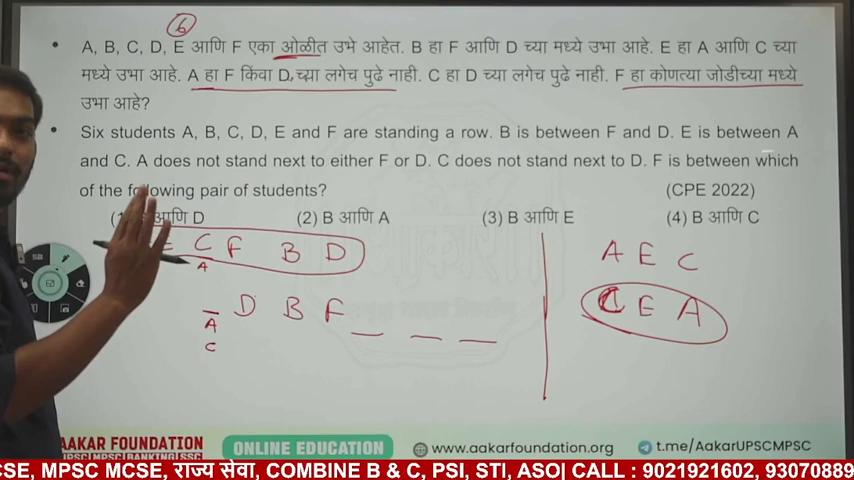 6
• A, B, C, D, E आणि F एका ओळीत उभे आहेत. B हा F आणि D च्या मध्ये उभा आहे. E हा A आणि C च्या
मध्ये उभा आहे. A हा F किंवा D च्या लगेच पुढे नाही. C हा D च्या लगेच पुढे नाही. F हा कोणत्या जोडीच्या मध्ये
उभा आहे?
• Six students A, B, C, D, E and F are standing a row. B is between F and D. E is between A
and C. A does not stand next to either F or D. C does not stand next to D. F is between which
of the following pair of students? (CPE 2022)
आणि D (2) B आणि A (3) B आणि E (4) B आणि C
E C F B D
A
A E C
D B F _ _ _
A
C
C E A
AAKAR FOUNDATION
UPSC|MPSC|BANKING|SSC
ONLINE EDUCATION
www.aakarfoundation.org
t.me/AakarUPSCMPSC
CSE, MPSC MCSE, राज्य सेवा, COMBINE B & C, PSI, STI, ASO| CALL : 9021921602, 93070889